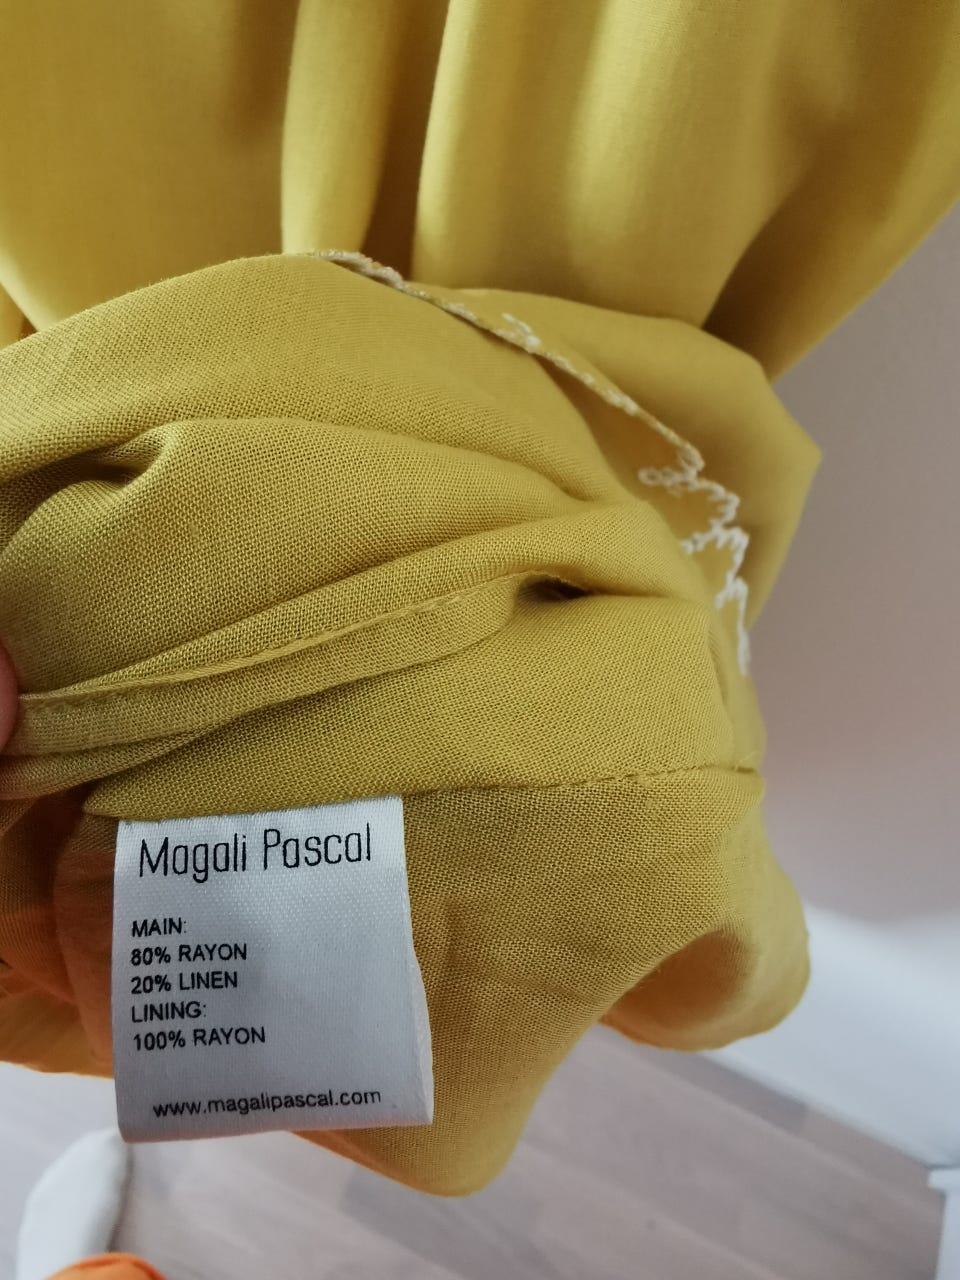 Magali Pascal
MAIN:
80% RAYON
20% LINEN
LINING:
100% RAYON
www.magalipascal.com